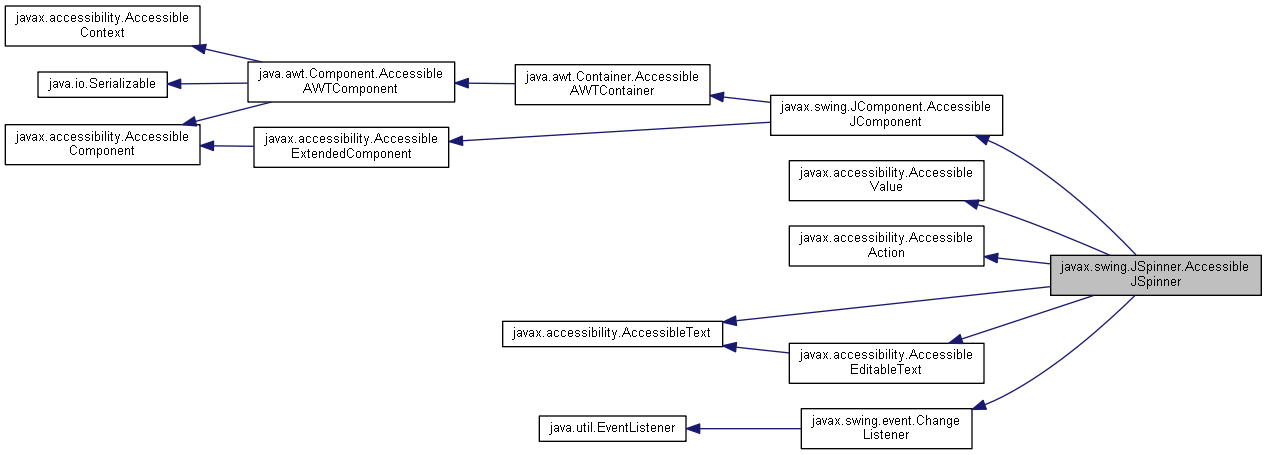 javax.accessibility.Accessible
Context
java.io.Serializable
javax.accessibility.Accessible
Component
java.awt.Component.Accessible
AWTComponent
javax.accessibility.Accessible
ExtendedComponent
java.awt.Container.Accessible
AWTContainer
javax.swing.JComponent.Accessible
JComponent
javax.accessibility.Accessible
Value
javax.accessibility.Accessible
Action
javax.accessibility.AccessibleText
javax.accessibility.Accessible
EditableText
java.util.EventListener
javax.swing.event.Change
Listener
javax.swing.JSpinner.Accessible
JSpinner